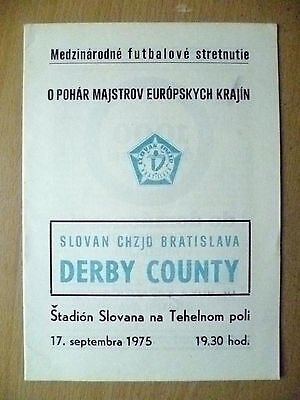 Medzinárodné futbalové stretnutie
O POHÁR MAJSTROV EURÓPSKYCH KRAJÍN
SLOVAN CHZJD BRATISLAVA
DERBY COUNTY
Štadión Slovana na Tehelnom poli
17. septembra 1975 19.30 hod.